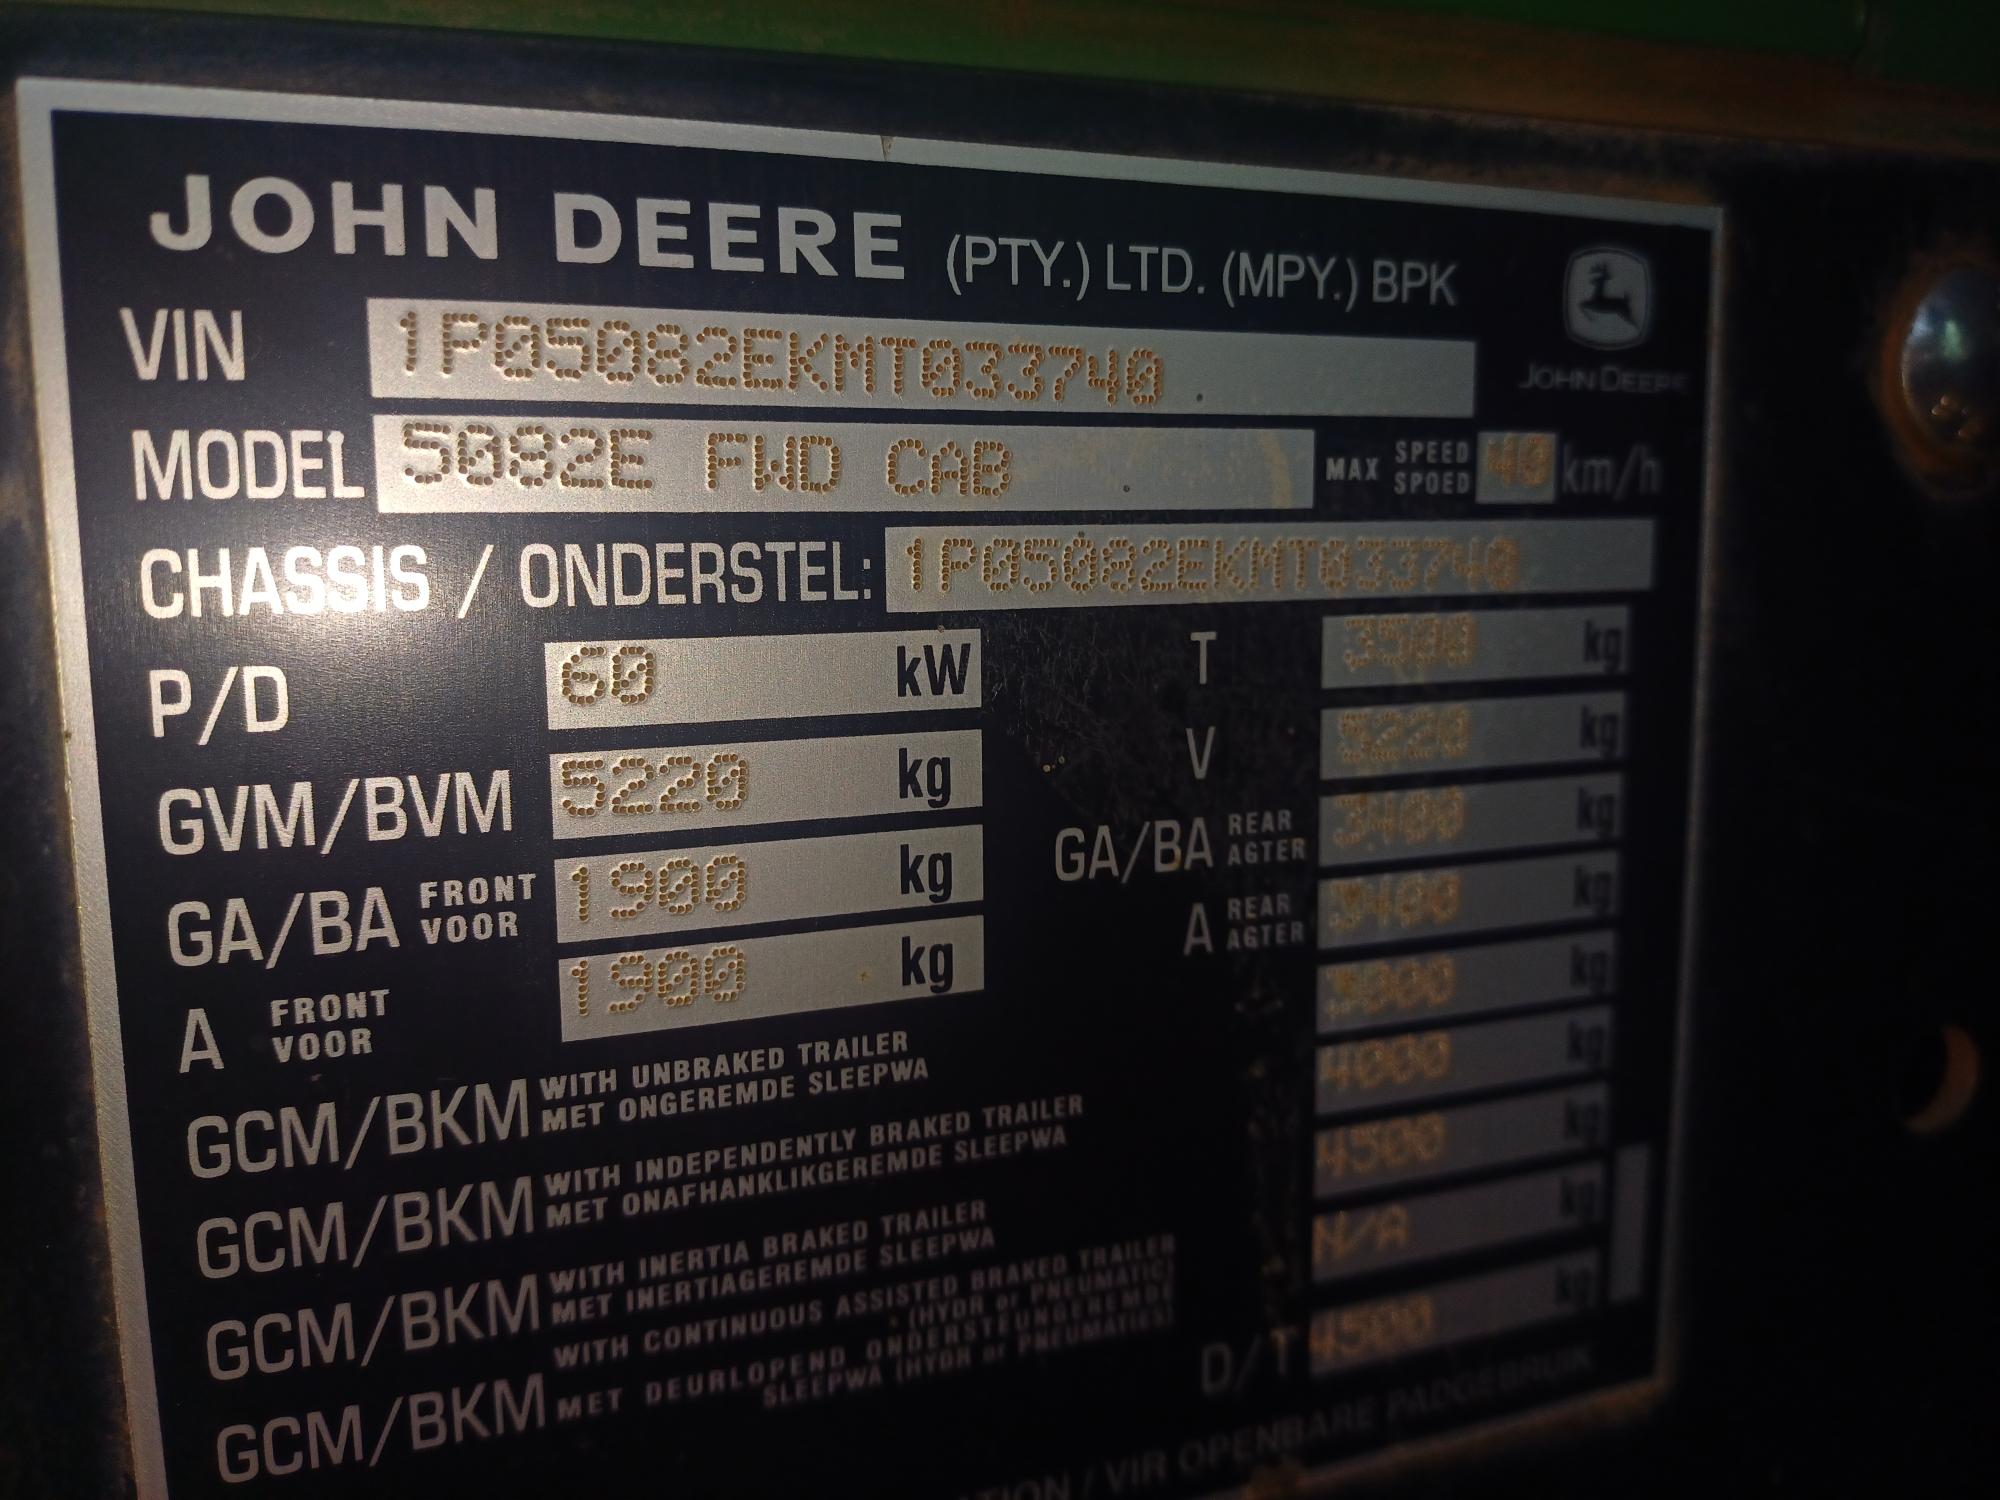 JOHN DEERE (PTY.) LTD. (MPY.) BPK
JOHN DEERE
VIN 1P05082EKMT033740
MODEL 5082E FWD CAB MAX SPEED SPOED 40 km/h
CHASSIS / ONDERSTEL: 1P05082EKMT033740
P/D 60 kW T 3500 kg
GVM/BVM 5220 kg V 5220 kg
GA/BA FRONT VOOR 1900 kg GA/BA REAR AGTER 3400 kg
A FRONT VOOR 1900 kg A REAR AGTER 3400 kg
GCM/BKM WITH UNBRAKED TRAILER kg
MET ONGEREMDE SLEEPWA
GCM/BKM WITH INDEPENDENTLY BRAKED TRAILER 4000 kg
MET ONAFHANKLIKGEREMDE SLEEPWA
GCM/BKM WITH INERTIA BRAKED TRAILER 4500 kg
MET INERTIAGEREMDE SLEEPWA
GCM/BKM WITH CONTINUOUS ASSISTED BRAKED TRAILER N/A kg
(HYDR or PNEUMATIC)
MET DEURLOPEND ONDERSTEUNGEREMDE
SLEEPWA (HYDR or PNEUMATIES)
D/T 4500 kg
/ VIR OPENBARE PADGEBRUIK